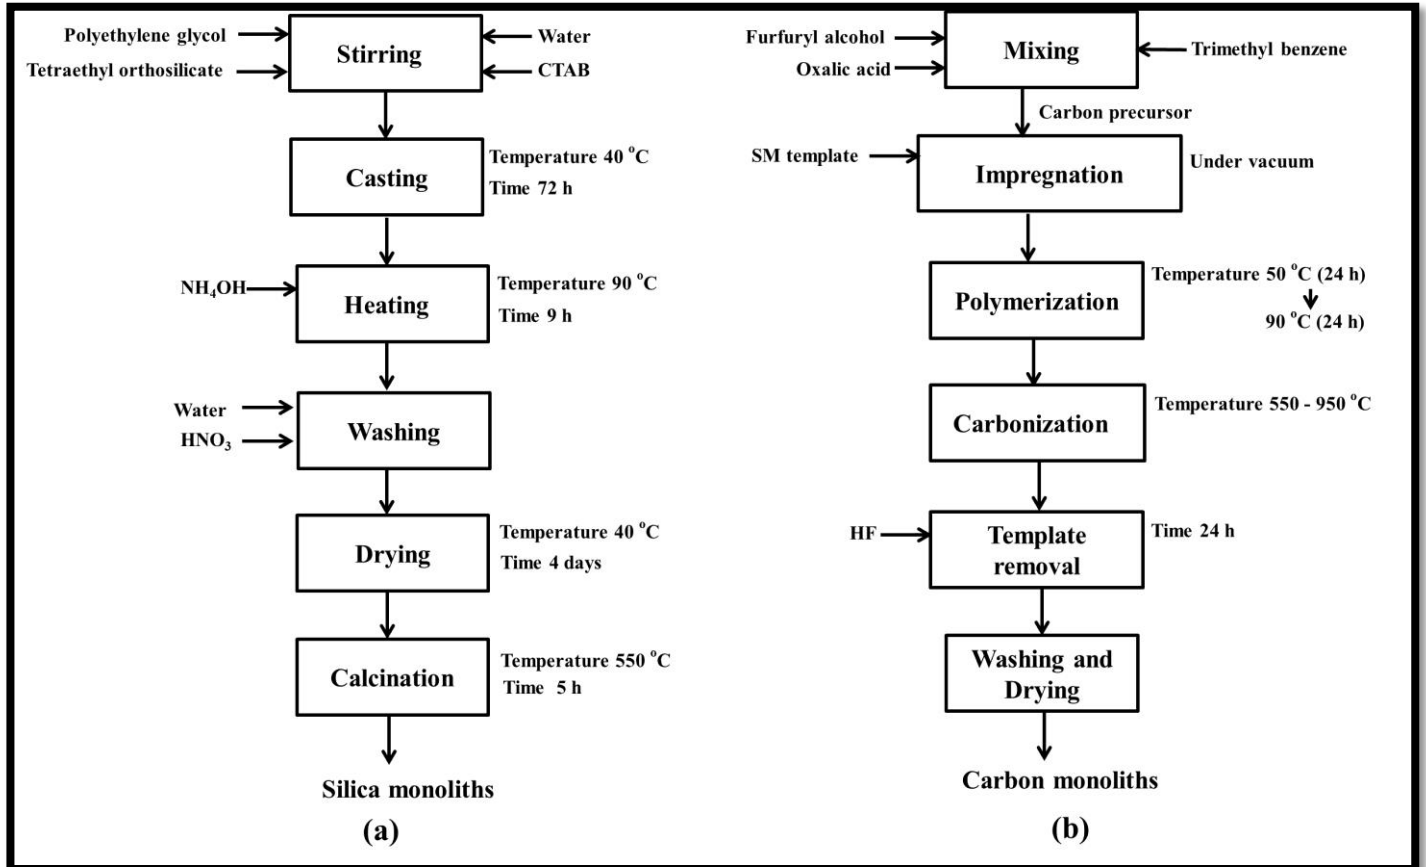 Polyethylene glycol
Tetraethyl orthosilicate
Stirring
Water
CTAB
Casting
Temperature 40 °C
Time 72 h
NH₄OH
Heating
Temperature 90 °C
Time 9 h
Water
HNO₃
Washing
Drying
Temperature 40 °C
Time 4 days
Calcination
Temperature 550 °C
Time 5 h
Silica monoliths
(a)
Furfuryl alcohol
Oxalic acid
Mixing
Trimethyl benzene
Carbon precursor
SM template
Impregnation
Under vacuum
Polymerization
Temperature 50 °C (24 h)
90 °C (24 h)
Carbonization
Temperature 550 - 950 °C
HF
Template
removal
Time 24 h
Washing and
Drying
Carbon monoliths
(b)